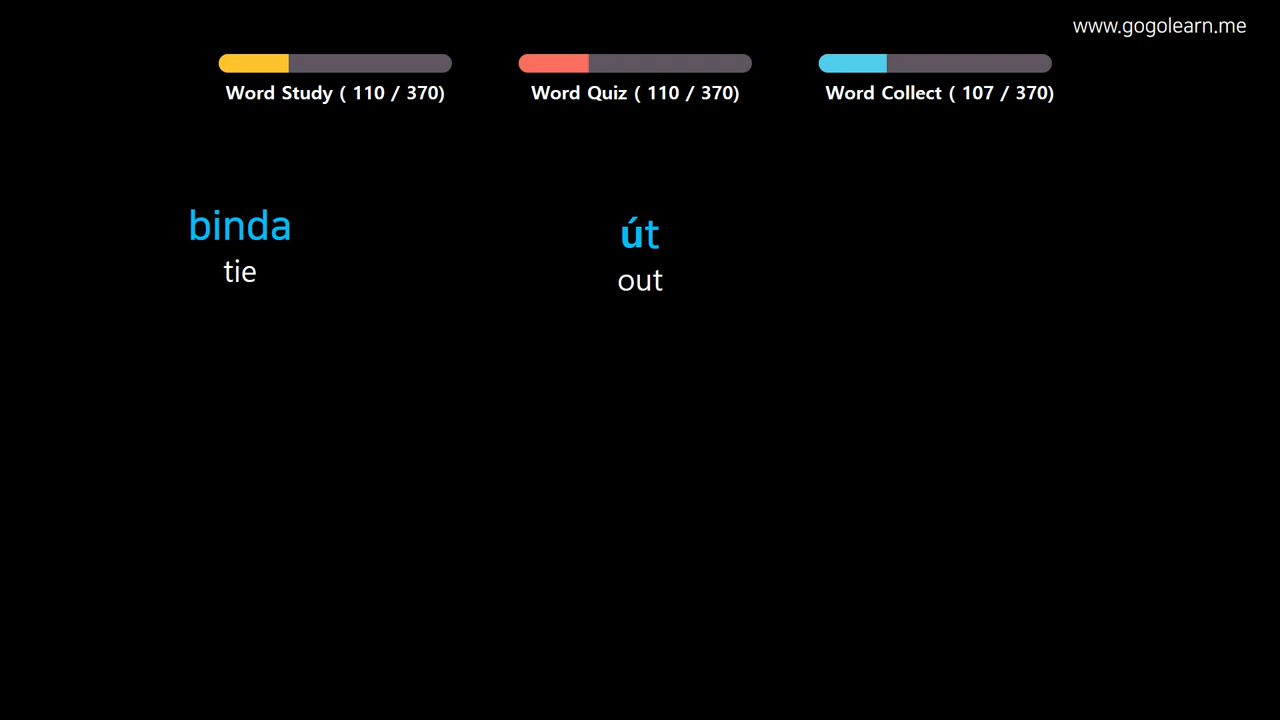 www.gogolearn.me
Word Study ( 110 / 370)
Word Quiz ( 110 / 370)
Word Collect ( 107 / 370)
binda
tie
út
out